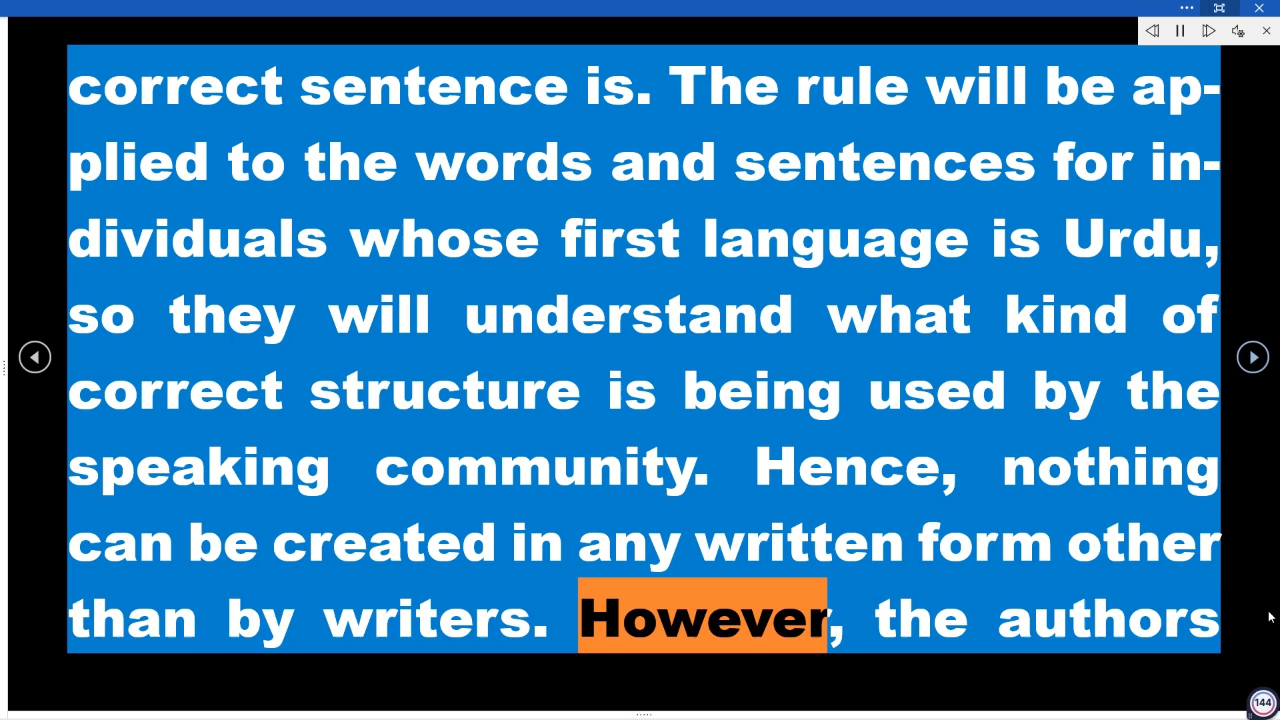 correct sentence is. The rule will be ap-
plied to the words and sentences for in-
dividuals whose first language is Urdu,
so they will understand what kind of
correct structure is being used by the
speaking community. Hence, nothing
can be created in any written form other
than by writers. However, the authors
144